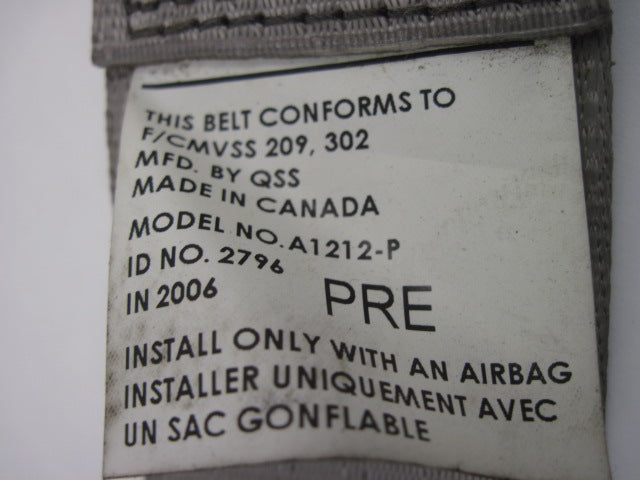 THIS BELT CONFORMS TO
F/CMVSS 209, 302
MFD. BY QSS
MADE IN CANADA
MODEL NO. A1212-P
ID NO. 2796
IN 2006 PRE
INSTALL ONLY WITH AN AIRBAG
INSTALLER UNIQUEMENT AVEC
UN SAC GONFLABLE